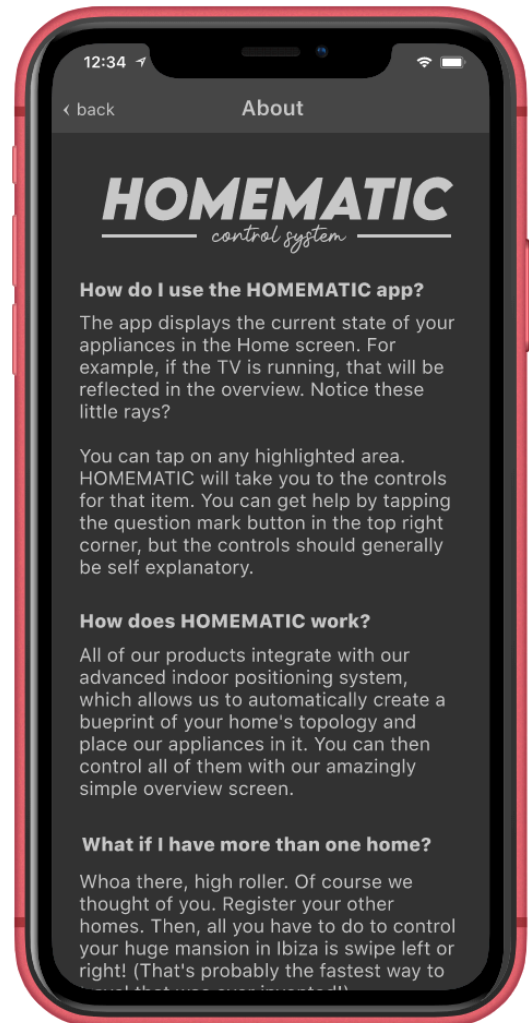 12:34
back
About
HOMEMATIC
control system
How do I use the HOMEMATIC app?
The app displays the current state of your
appliances in the Home screen. For
example, if the TV is running, that will be
reflected in the overview. Notice these
little rays?
You can tap on any highlighted area.
HOMEMATIC will take you to the controls
for that item. You can get help by tapping
the question mark button in the top right
corner, but the controls should generally
be self explanatory.
How does HOMEMATIC work?
All of our products integrate with our
advanced indoor positioning system,
which allows us to automatically create a
bueprint of your home's topology and
place our appliances in it. You can then
control all of them with our amazingly
simple overview screen.
What if I have more than one home?
Whoa there, high roller. Of course we
thought of you. Register your other
homes. Then, all you have to do to control
your huge mansion in Ibiza is swipe left or
right! (That's probably the fastest way to
that was ever invented!)